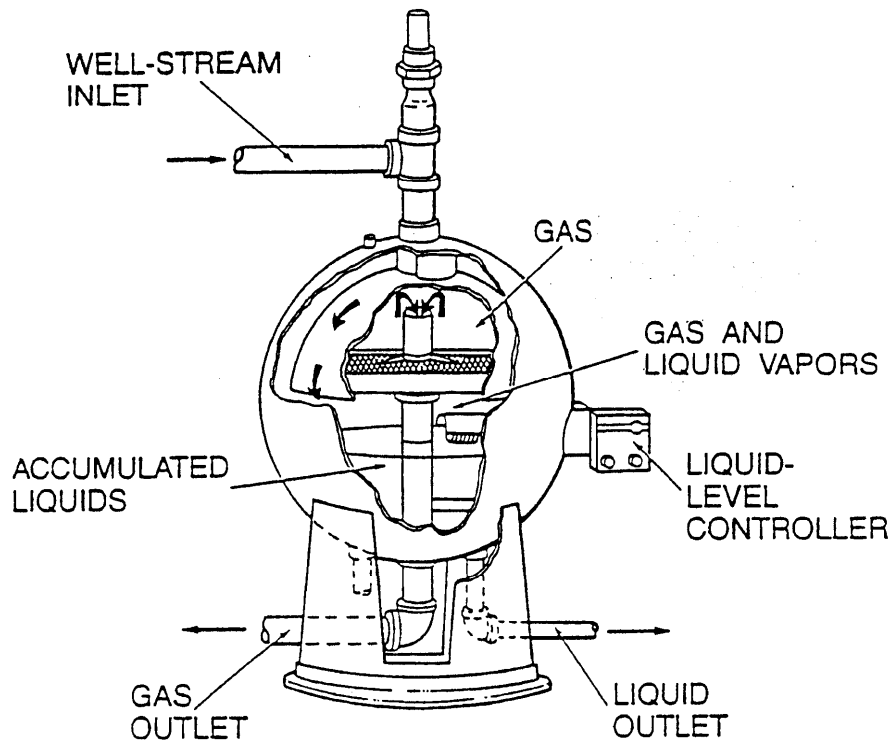 WELL-STREAM
INLET
GAS
GAS AND
LIQUID VAPORS
ACCUMULATED
LIQUIDS
LIQUID-
LEVEL
CONTROLLER
GAS
OUTLET
LIQUID
OUTLET